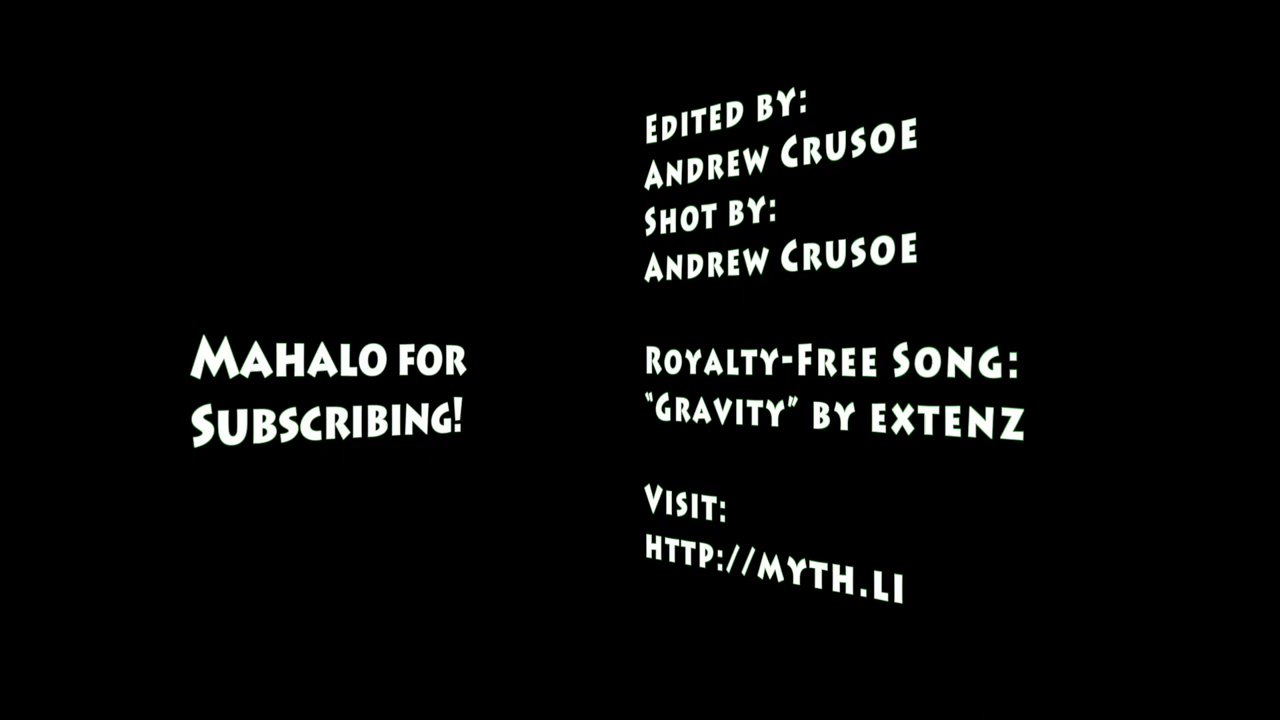 Mahalo for
Subscribing!
Edited by:
Andrew Crusoe
Shot by:
Andrew Crusoe
Royalty-Free Song:
“Gravity” by Extenz
Visit:
http://myth.li